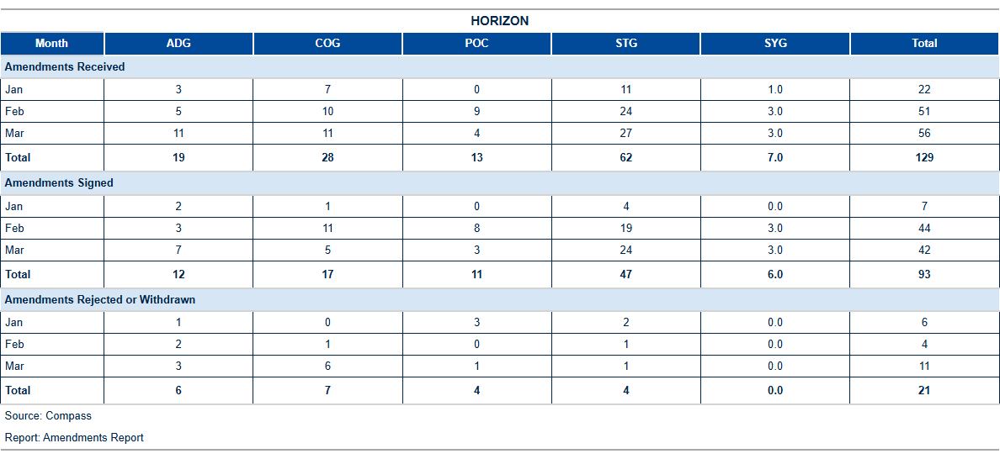 HORIZON
Month ADG COG POC STG SYG Total
Amendments Received
Jan 3 7 0 11 1.0 22
Feb 5 10 9 24 3.0 51
Mar 11 11 4 27 3.0 56
Total 19 28 13 62 7.0 129
Amendments Signed
Jan 2 1 0 4 0.0 7
Feb 3 11 8 19 3.0 44
Mar 7 5 3 24 3.0 42
Total 12 17 11 47 6.0 93
Amendments Rejected or Withdrawn
Jan 1 0 3 2 0.0 6
Feb 2 1 0 1 0.0 4
Mar 3 6 1 1 0.0 11
Total 6 7 4 4 0.0 21
Source: Compass
Report: Amendments Report